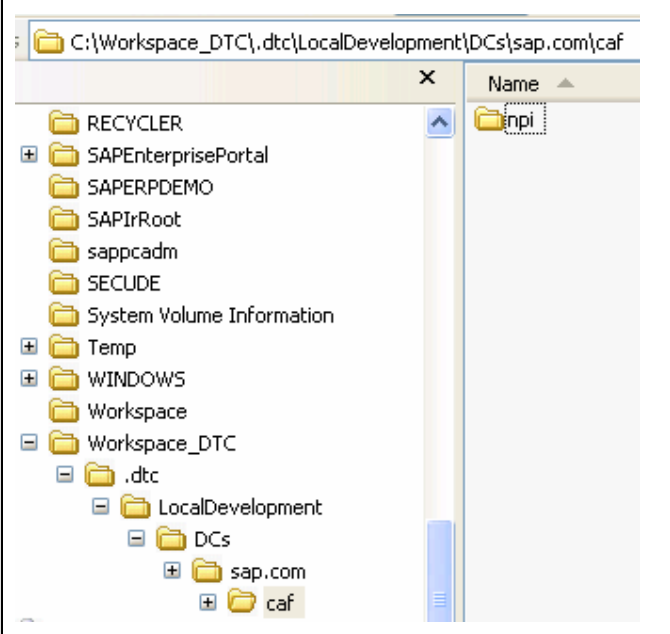 C:\Workspace_DTC\.dtc\LocalDevelopment\DCs\sap.com\caf
Name
npi
RECYCLER
SAPEnterprisePortal
SAPERPDEMO
SAPIrRoot
sappcadm
SECUDE
System Volume Information
Temp
WINDOWS
Workspace
Workspace_DTC
.dtc
LocalDevelopment
DCs
sap.com
caf